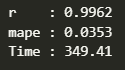 r    : 0.9962
mape : 0.0353
Time : 349.41